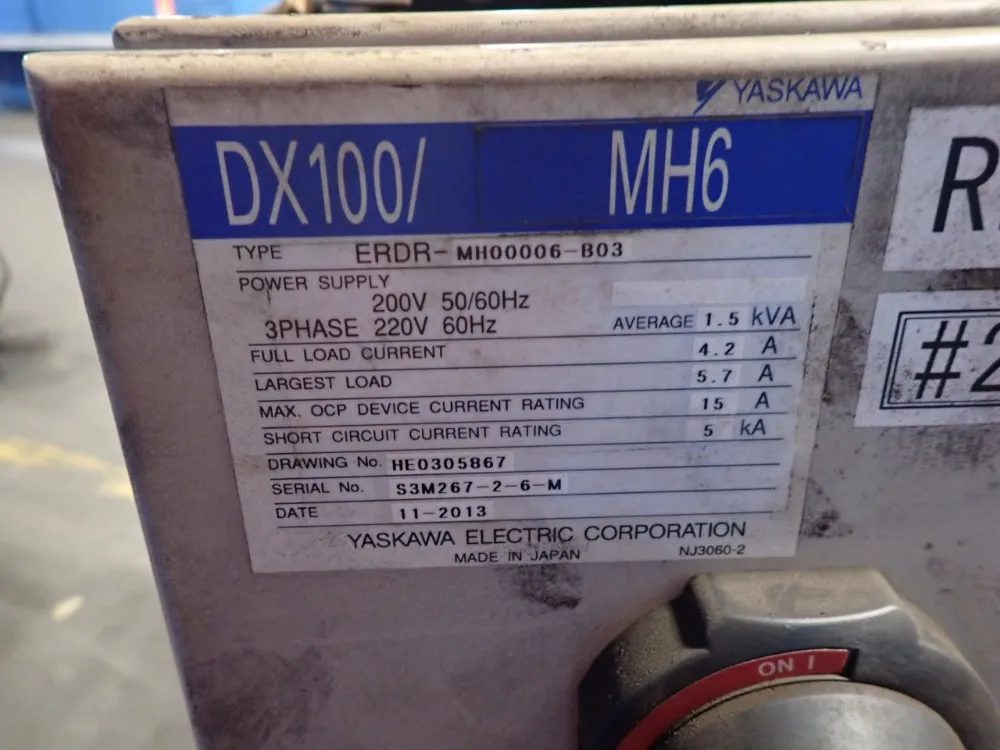 YASKAWA
DX100/ MH6
TYPE ERDR-MH00006-B03
POWER SUPPLY
200V 50/60Hz
3PHASE 220V 60Hz AVERAGE 1.5 kVA
FULL LOAD CURRENT 4.2 A
LARGEST LOAD 5.7 A
MAX. OCP DEVICE CURRENT RATING 15 A
SHORT CIRCUIT CURRENT RATING 5 kA
DRAWING No. HE0305867
SERIAL No. S3M267-2-6-M
DATE 11-2013
YASKAWA ELECTRIC CORPORATION
MADE IN JAPAN NJ3060-2
R
#2
ON I